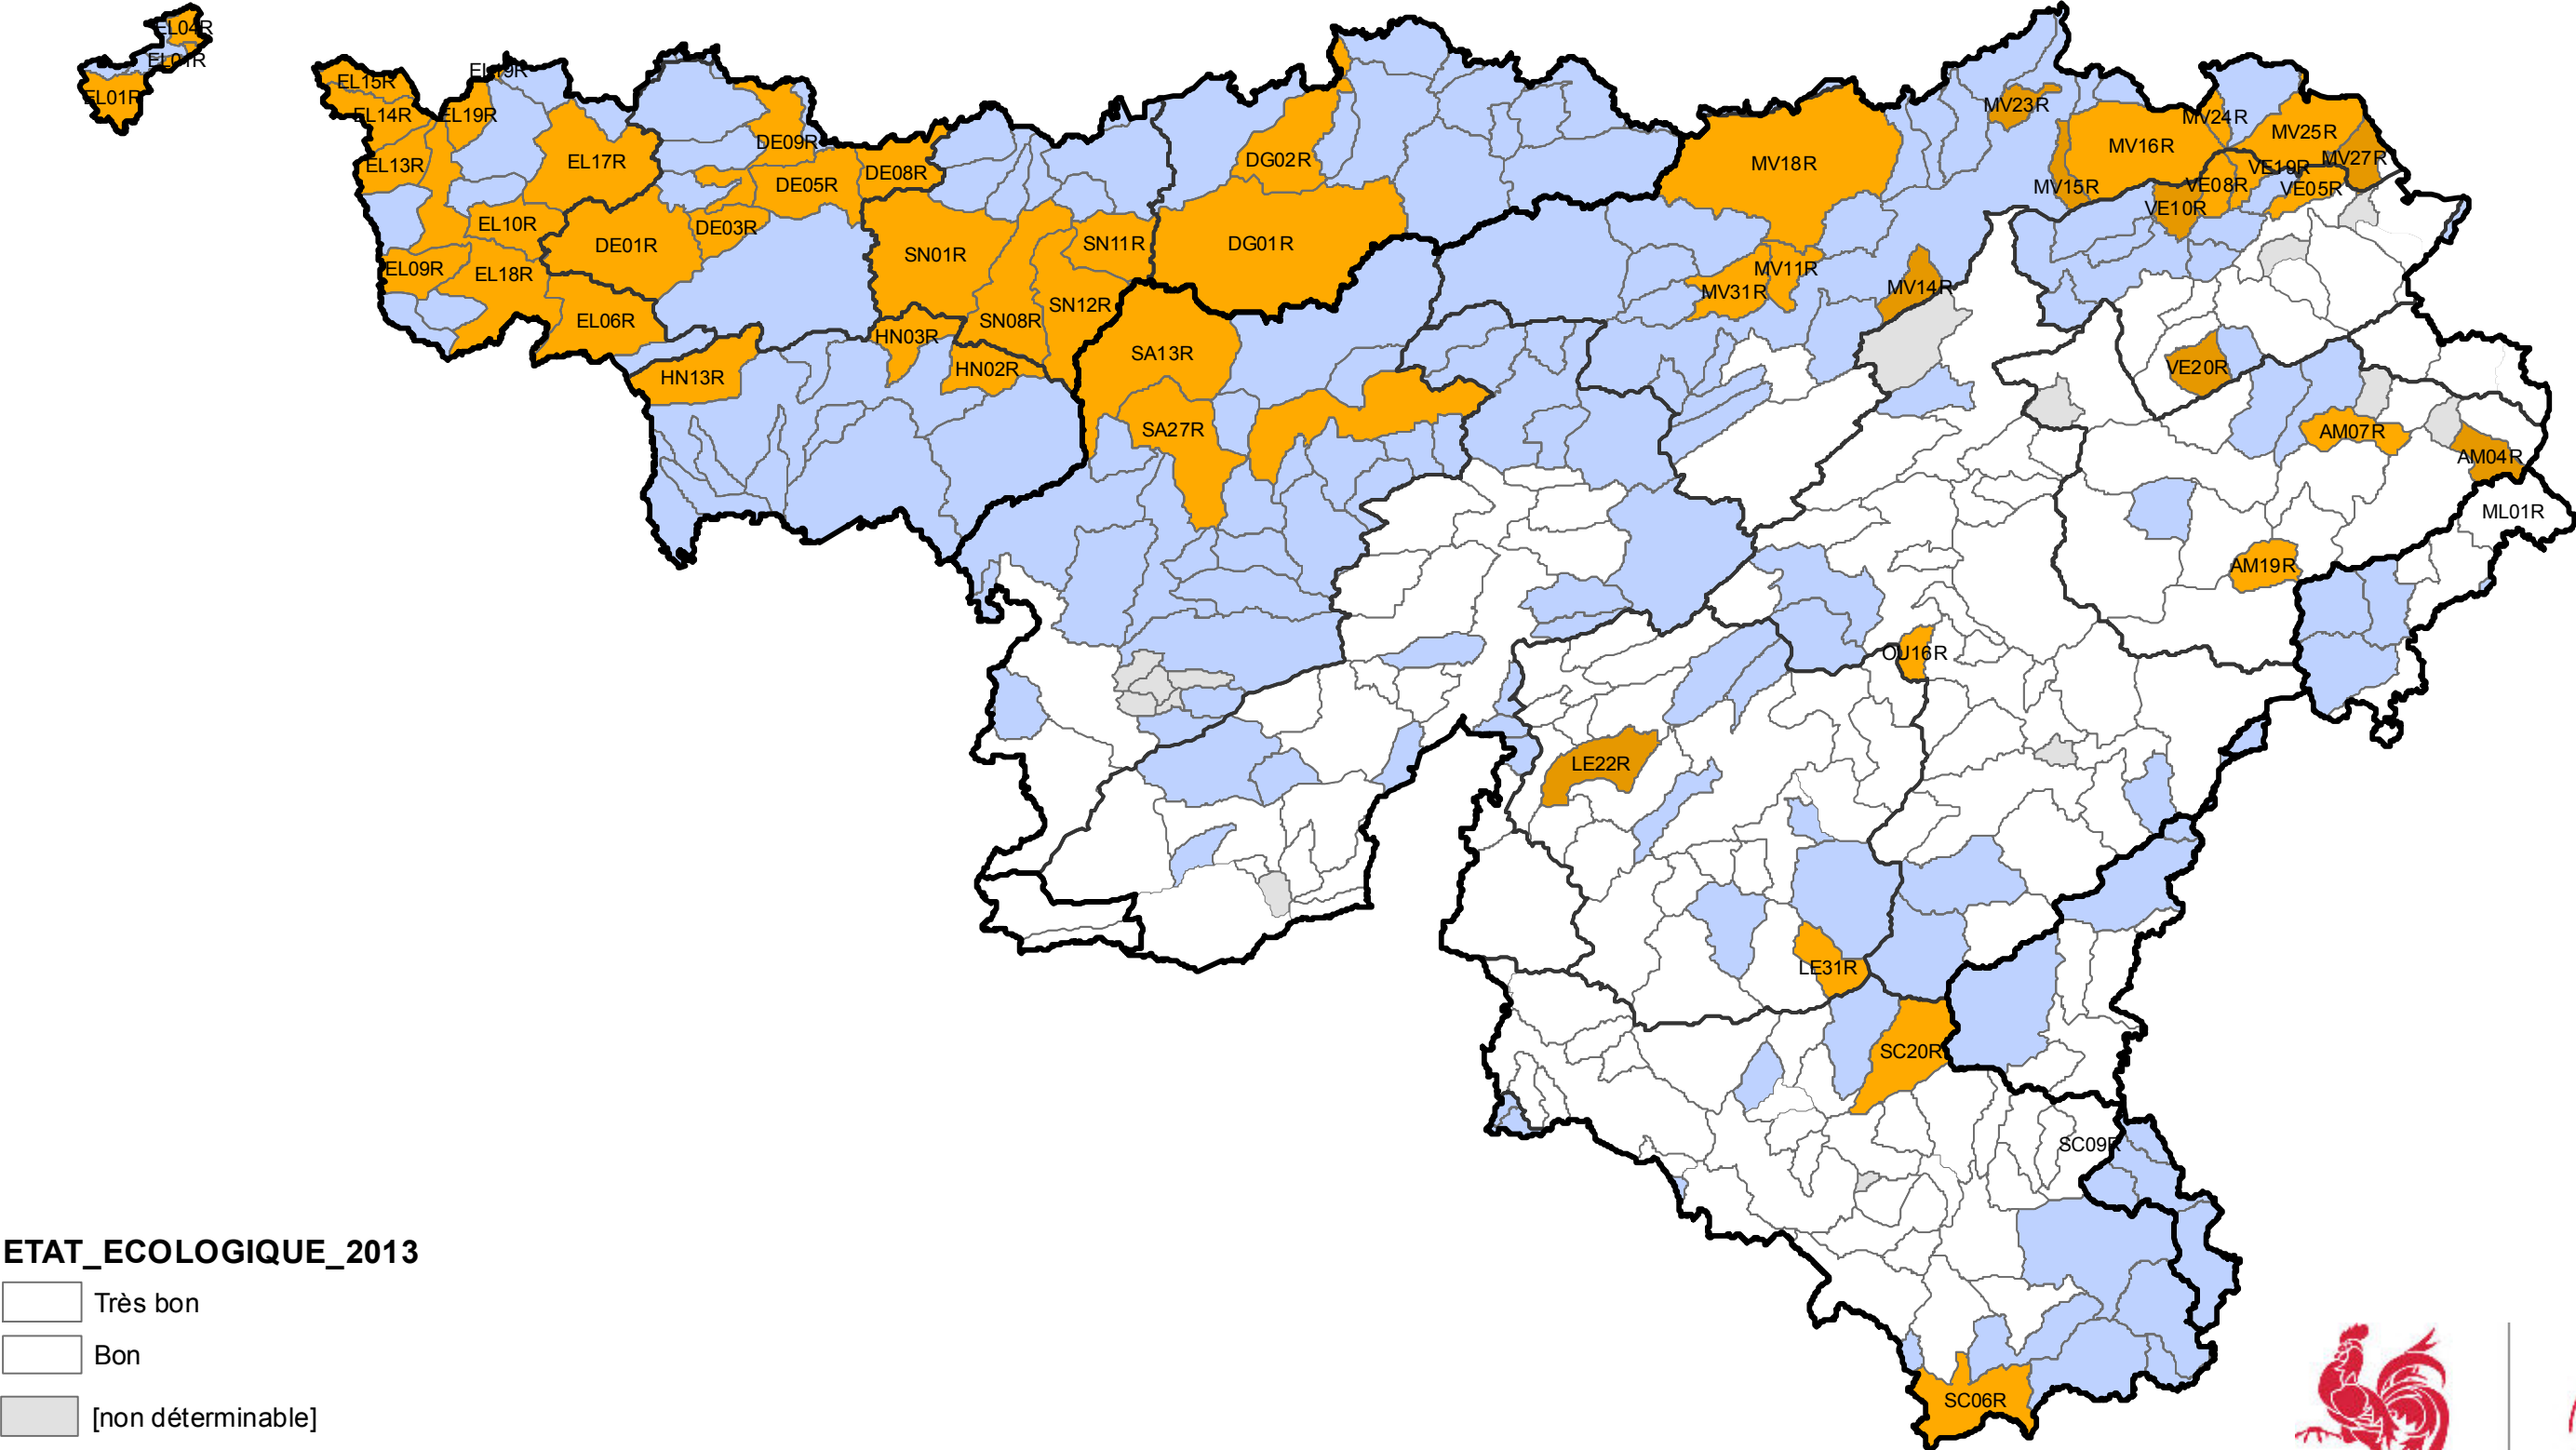 EL04R
EL01R
EL01R
EL15R
EL19R
EL14R
EL19R
EL13R
EL17R
DE09R
DE08R
DE05R
EL10R
DE03R
DE01R
EL09R
EL18R
EL06R
SN01R
SN11R
SN12R
SN08R
HN03R
HN02R
HN13R
DG02R
DG01R
SA13R
SA27R
MV18R
MV23R
MV24R
MV16R
MV25R
MV27R
VE19R
VE08R
VE05R
MV15R
VE10R
MV11R
MV31R
MV14R
VE20R
AM07R
AM04R
ML01R
AM19R
OU16R
LE22R
LE31R
SC20R
SC09R
SC06R
ETAT_ECOLOGIQUE_2013
Très bon
Bon
[non déterminable]